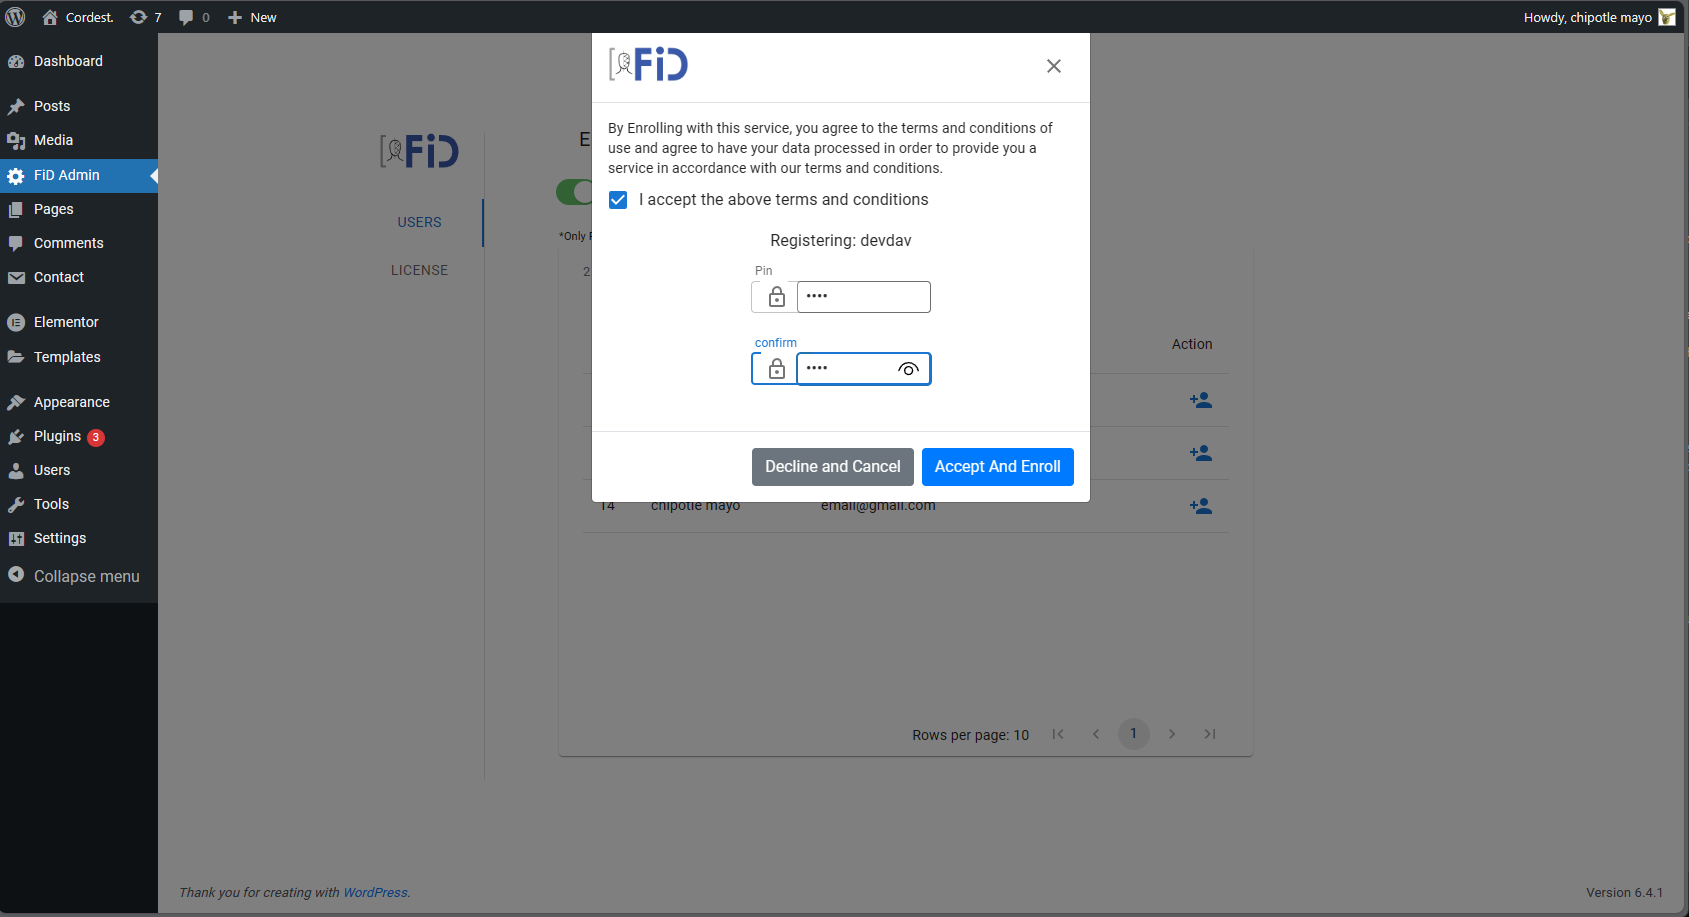 Cordest.
7
0
New
Howdy, chipotle mayo
Dashboard
Posts
Media
FiD Admin
Pages
Comments
Contact
Elementor
Templates
Appearance
Plugins 3
Users
Tools
Settings
Collapse menu
FiD
USERS
LICENSE
*Only
FiD
By Enrolling with this service, you agree to the terms and conditions of
use and agree to have your data processed in order to provide you a
service in accordance with our terms and conditions.
I accept the above terms and conditions
Registering: devdav
Pin
••••
confirm
••••
Decline and Cancel
Accept And Enroll
Action
14 chipotle mayo email@gmail.com
Rows per page: 10
1
Thank you for creating with WordPress.
Version 6.4.1